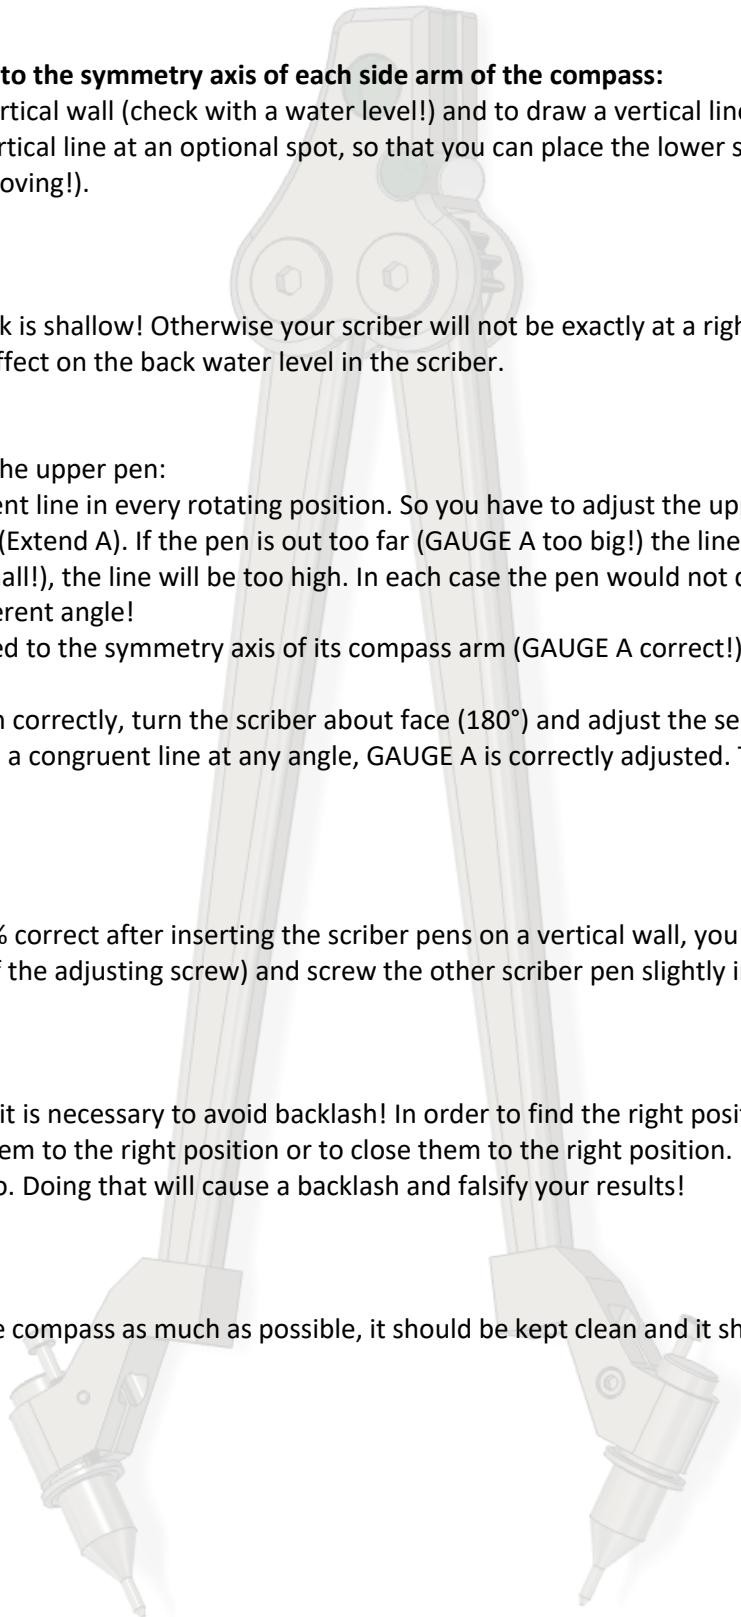 to the symmetry axis of each side arm of the compass:
rtical wall (check with a water level!) and to draw a vertical line
rtical line at an optional spot, so that you can place the lower s
oving!).
k is shallow! Otherwise your scriber will not be exactly at a righ
ffect on the back water level in the scriber.
he upper pen:
ent line in every rotating position. So you have to adjust the up
(Extend A). If the pen is out too far (GAUGE A too big!) the line
all!), the line will be too high. In each case the pen would not d
erent angle!
ed to the symmetry axis of its compass arm (GAUGE A correct!)
n correctly, turn the scriber about face (180°) and adjust the se
a congruent line at any angle, GAUGE A is correctly adjusted. T
% correct after inserting the scriber pens on a vertical wall, you
f the adjusting screw) and screw the other scriber pen slightly i
it is necessary to avoid backlash! In order to find the right posit
em to the right position or to close them to the right position.
o. Doing that will cause a backlash and falsify your results!
e compass as much as possible, it should be kept clean and it sh